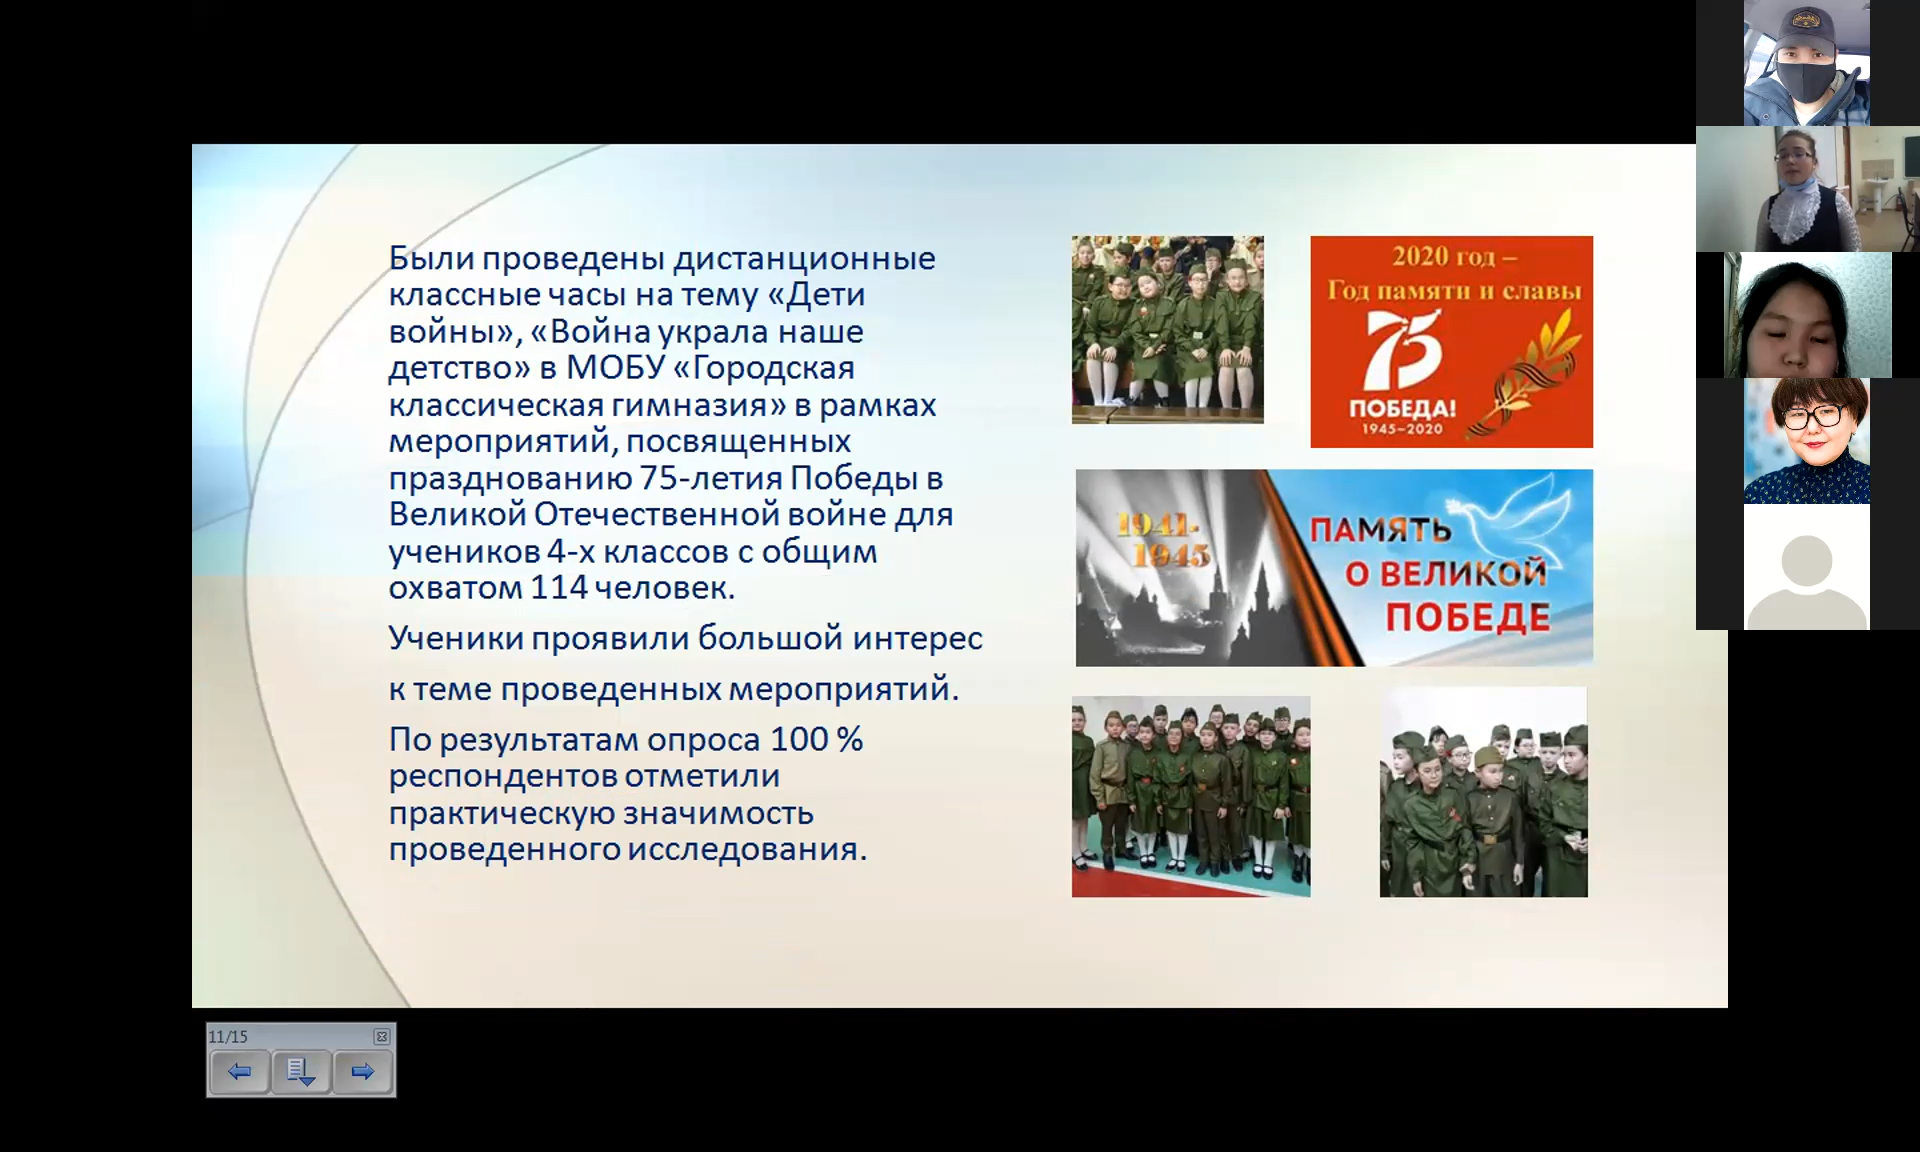 Были проведены дистанционные
классные часы на тему «Дети
войны», «Война украла наше
детство» в МОБУ «Городская
классическая гимназия» в рамках
мероприятий, посвященных
празднованию 75-летия Победы в
Великой Отечественной войне для
учеников 4-х классов с общим
охватом 114 человек.
Ученики проявили большой интерес
к теме проведенных мероприятий.
По результатам опроса 100 %
респондентов отметили
практическую значимость
проведенного исследования.
2020 год –
Год памяти и славы
75
ПОБЕДА!
1945–2020
1941-
1945
ПАМЯТЬ
О ВЕЛИКОЙ
ПОБЕДЕ
11/15